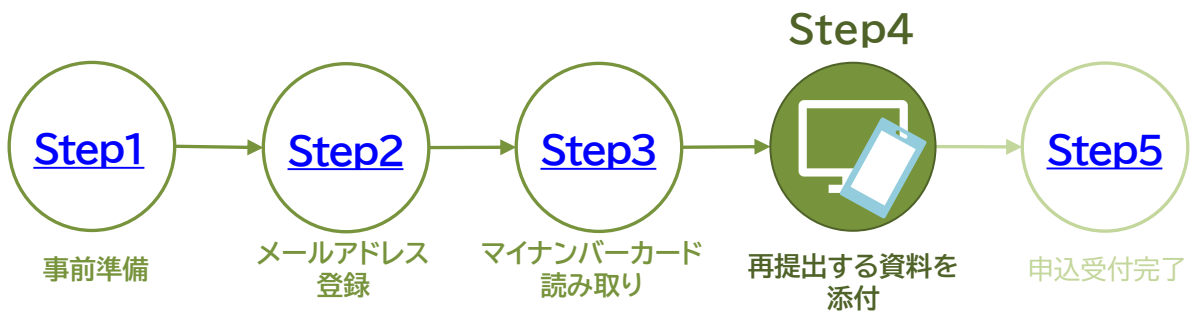 Step4
Step1
Step2
Step3
Step5
事前準備
メールアドレス
登録
マイナンバーカード
読み取り
再提出する資料を
添付
申込受付完了